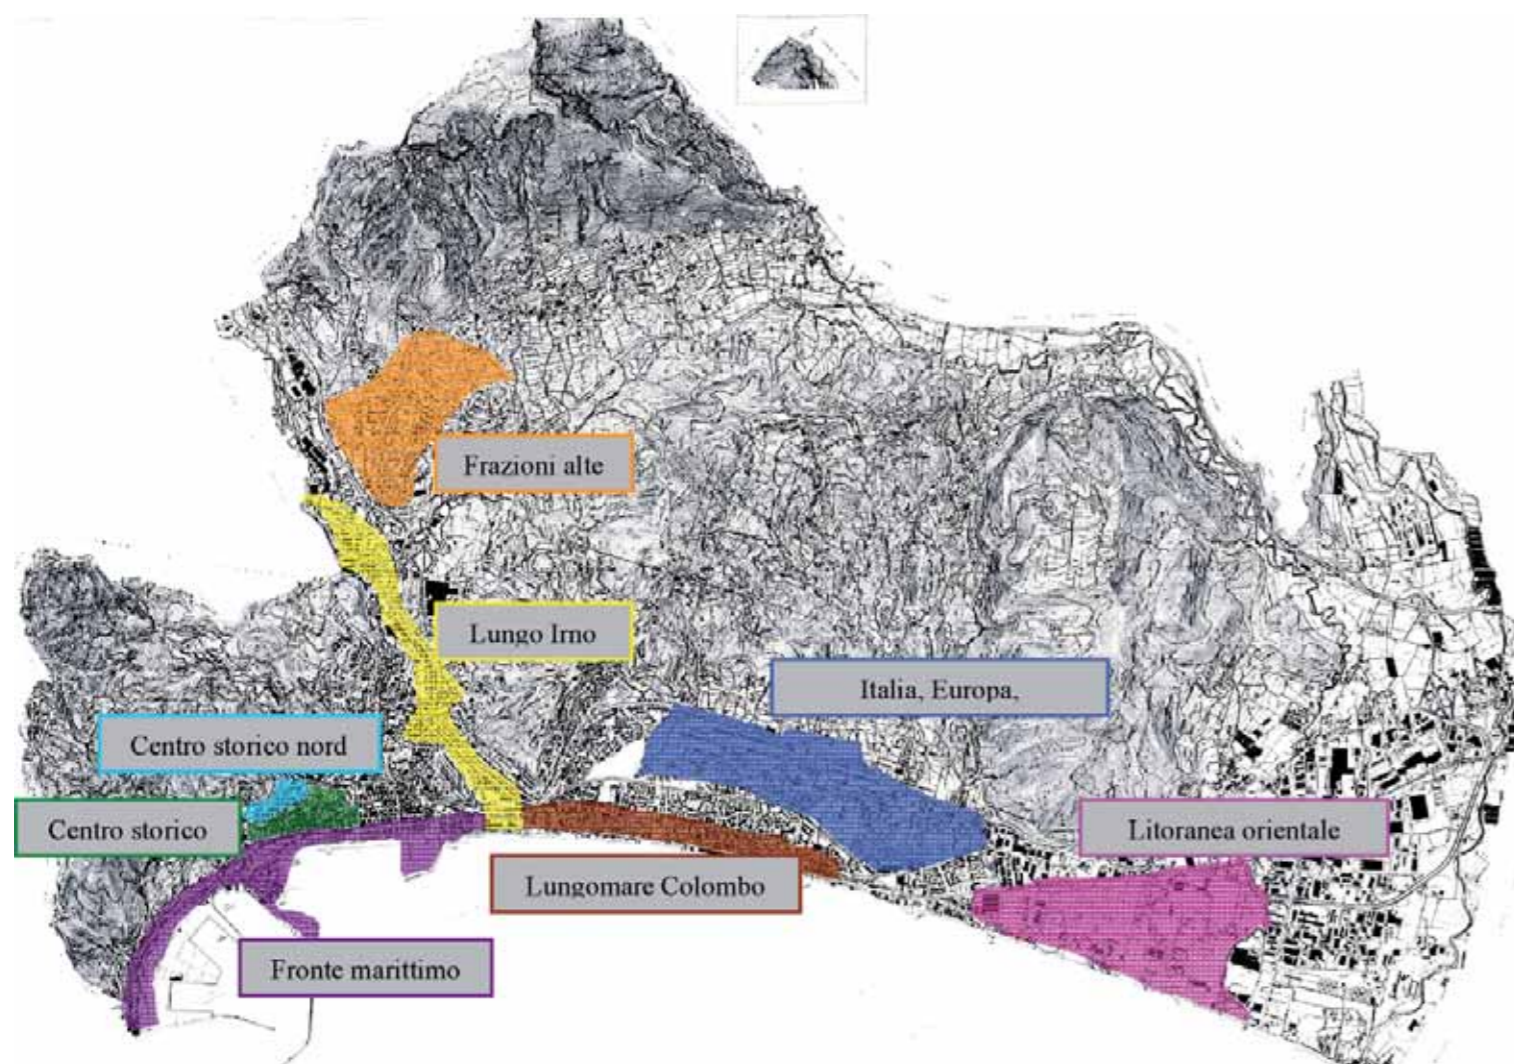 Frazioni alte
Lungo Irno
Italia, Europa,
Centro storico nord
Centro storico
Litoranea orientale
Lungomare Colombo
Fronte marittimo